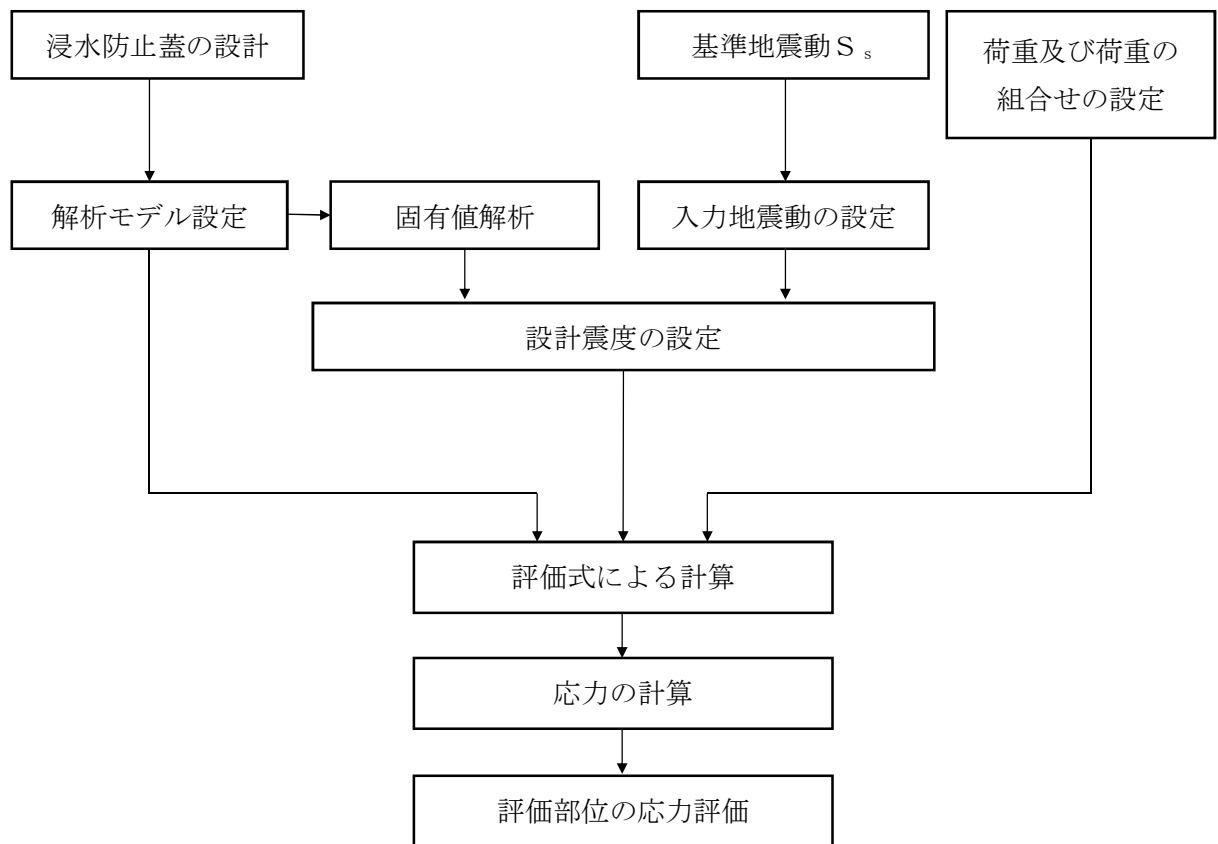 浸水防止蓋の設計
基準地震動Ｓｓ
荷重及び荷重の
組合せの設定
解析モデル設定
固有値解析
入力地震動の設定
設計震度の設定
評価式による計算
応力の計算
評価部位の応力評価